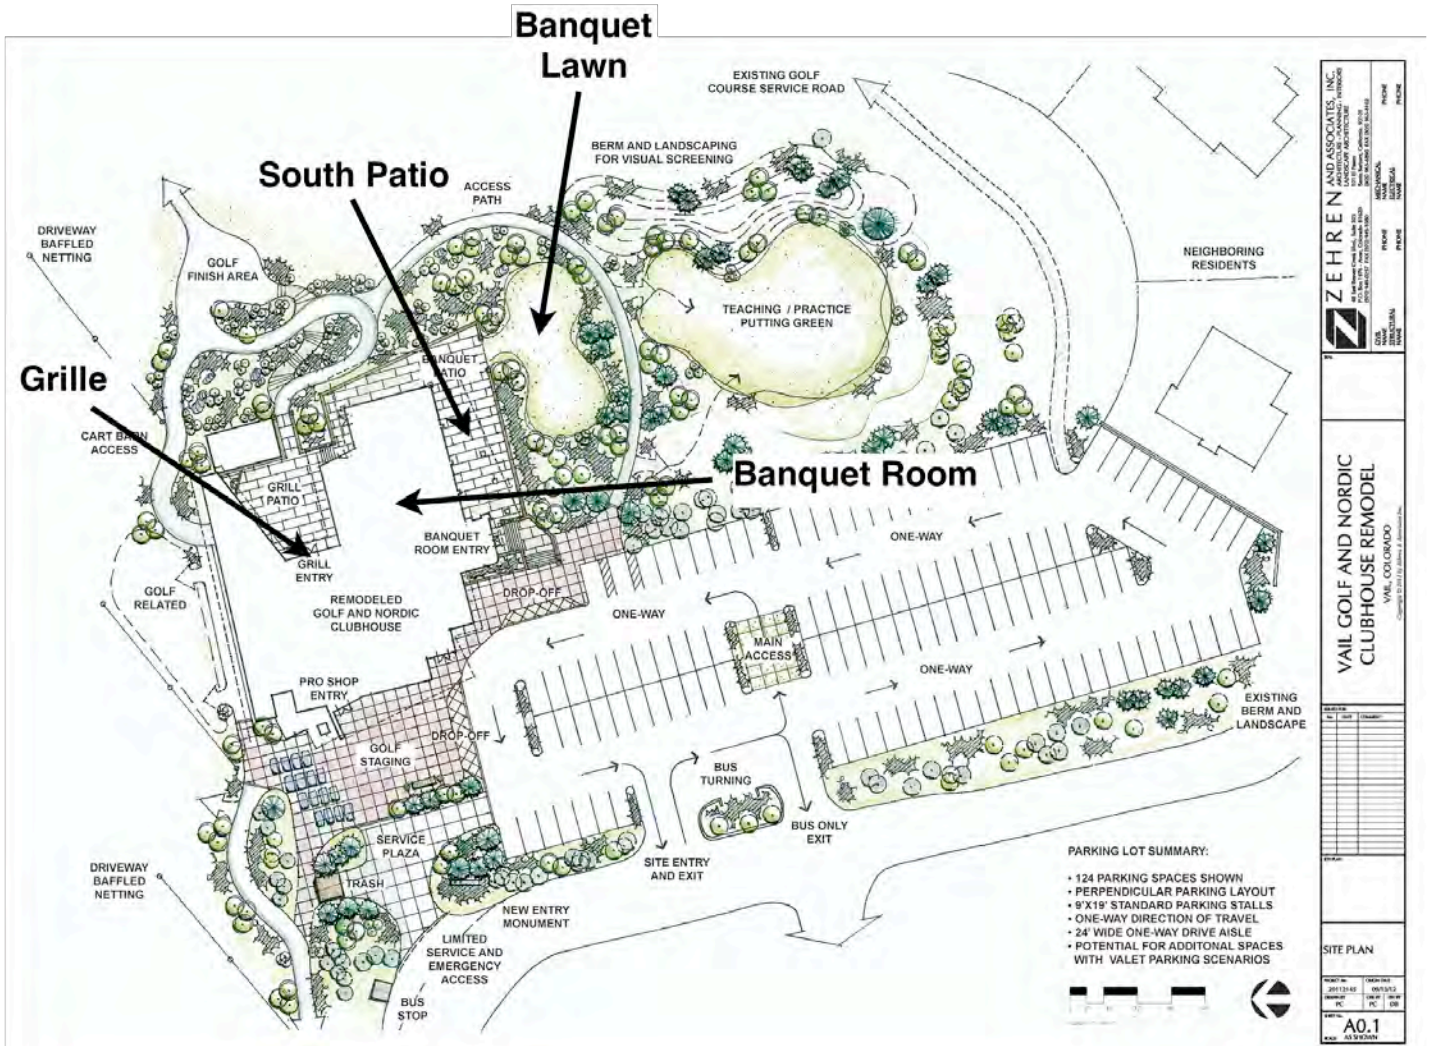 Banquet
Lawn
EXISTING GOLF
COURSE SERVICE ROAD
BERM AND LANDSCAPING
FOR VISUAL SCREENING
South Patio
ACCESS
PATH
DRIVEWAY
BAFFLED
NETTING
GOLF
FINISH AREA
NEIGHBORING
RESIDENTS
TEACHING / PRACTICE
PUTTING GREEN
BANQUET
PATIO
Grille
CART BARN
ACCESS
Banquet Room
GRILL
PATIO
BANQUET
ROOM ENTRY
ONE-WAY
GRILL
ENTRY
GOLF
RELATED
REMODELED
GOLF AND NORDIC
CLUBHOUSE
DROP-OFF
ONE-WAY
MAIN
ACCESS
ONE-WAY
PRO SHOP
ENTRY
EXISTING
BERM AND
LANDSCAPE
GOLF
STAGING
DROP-OFF
BUS
TURNING
BUS ONLY
EXIT
SERVICE
PLAZA
SITE ENTRY
AND EXIT
DRIVEWAY
BAFFLED
NETTING
TRASH
NEW ENTRY
MONUMENT
LIMITED
SERVICE AND
EMERGENCY
ACCESS
BUS
STOP
PARKING LOT SUMMARY:
• 124 PARKING SPACES SHOWN
• PERPENDICULAR PARKING LAYOUT
• 9'X19' STANDARD PARKING STALLS
• ONE-WAY DIRECTION OF TRAVEL
• 24' WIDE ONE-WAY DRIVE AISLE
• POTENTIAL FOR ADDITONAL SPACES
WITH VALET PARKING SCENARIOS
ZEHREN
AND ASSOCIATES, INC.
VAIL GOLF AND NORDIC
CLUBHOUSE REMODEL
VAIL, COLORADO
SITE PLAN
A0.1
AS SHOWN